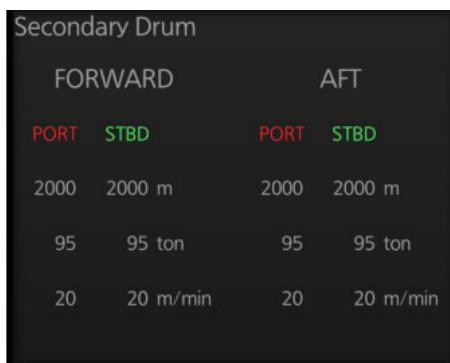 Secondary Drum
FORWARD AFT
PORT STBD PORT STBD
2000 2000 m 2000 2000 m
95 95 ton 95 95 ton
20 20 m/min 20 20 m/min